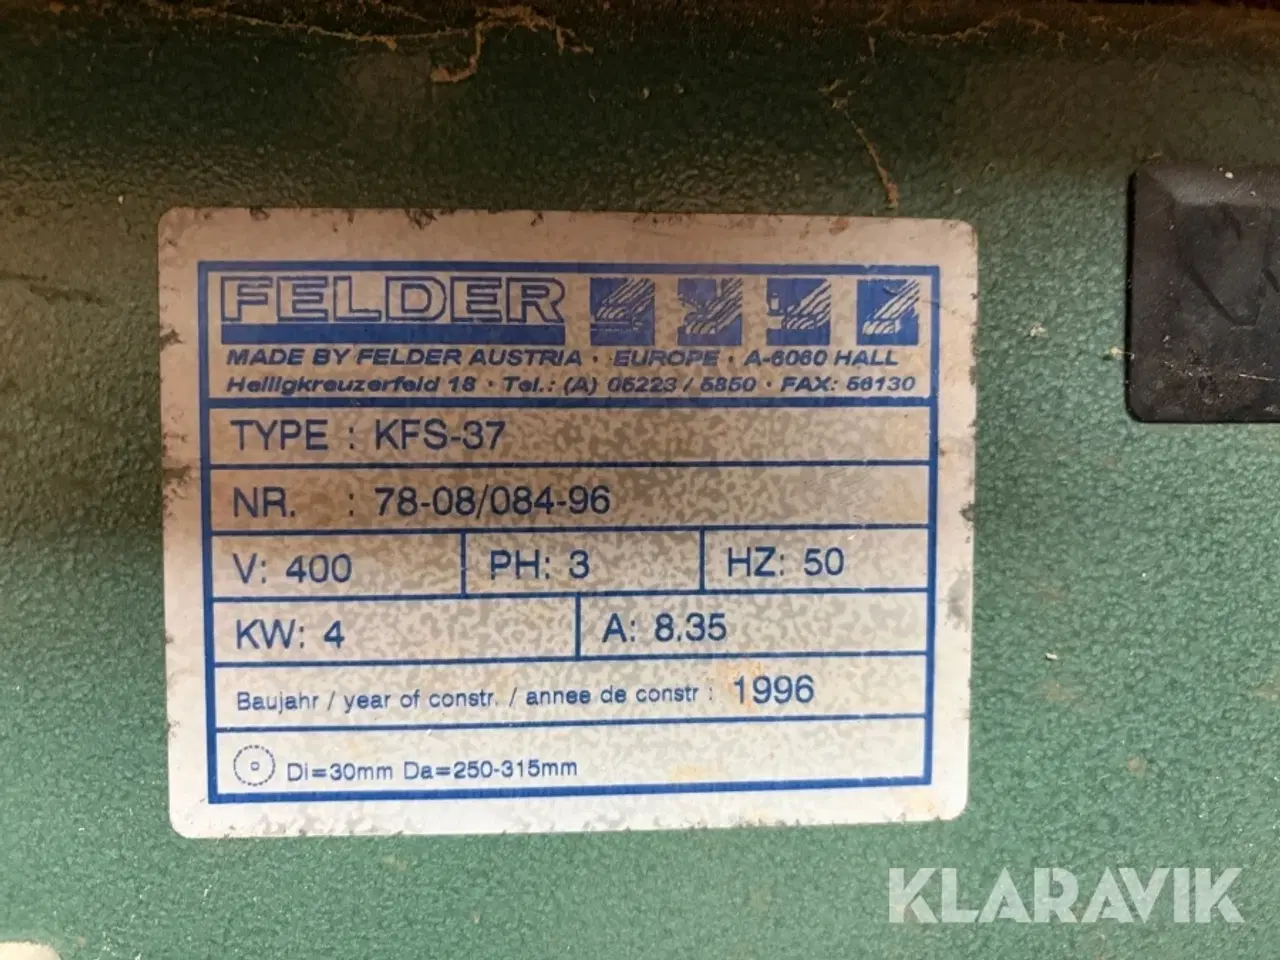 FELDER
MADE BY FELDER AUSTRIA · EUROPE · A-6060 HALL
Heiligkreuzerfeld 18 · Tel.: (A) 05223 / 5850 · FAX: 56130
TYPE : KFS-37
NR. : 78-08/084-96
V: 400 PH: 3 HZ: 50
KW: 4 A: 8.35
Baujahr / year of constr. / annee de constr : 1996
Di=30mm Da=250-315mm
KLARAVIK